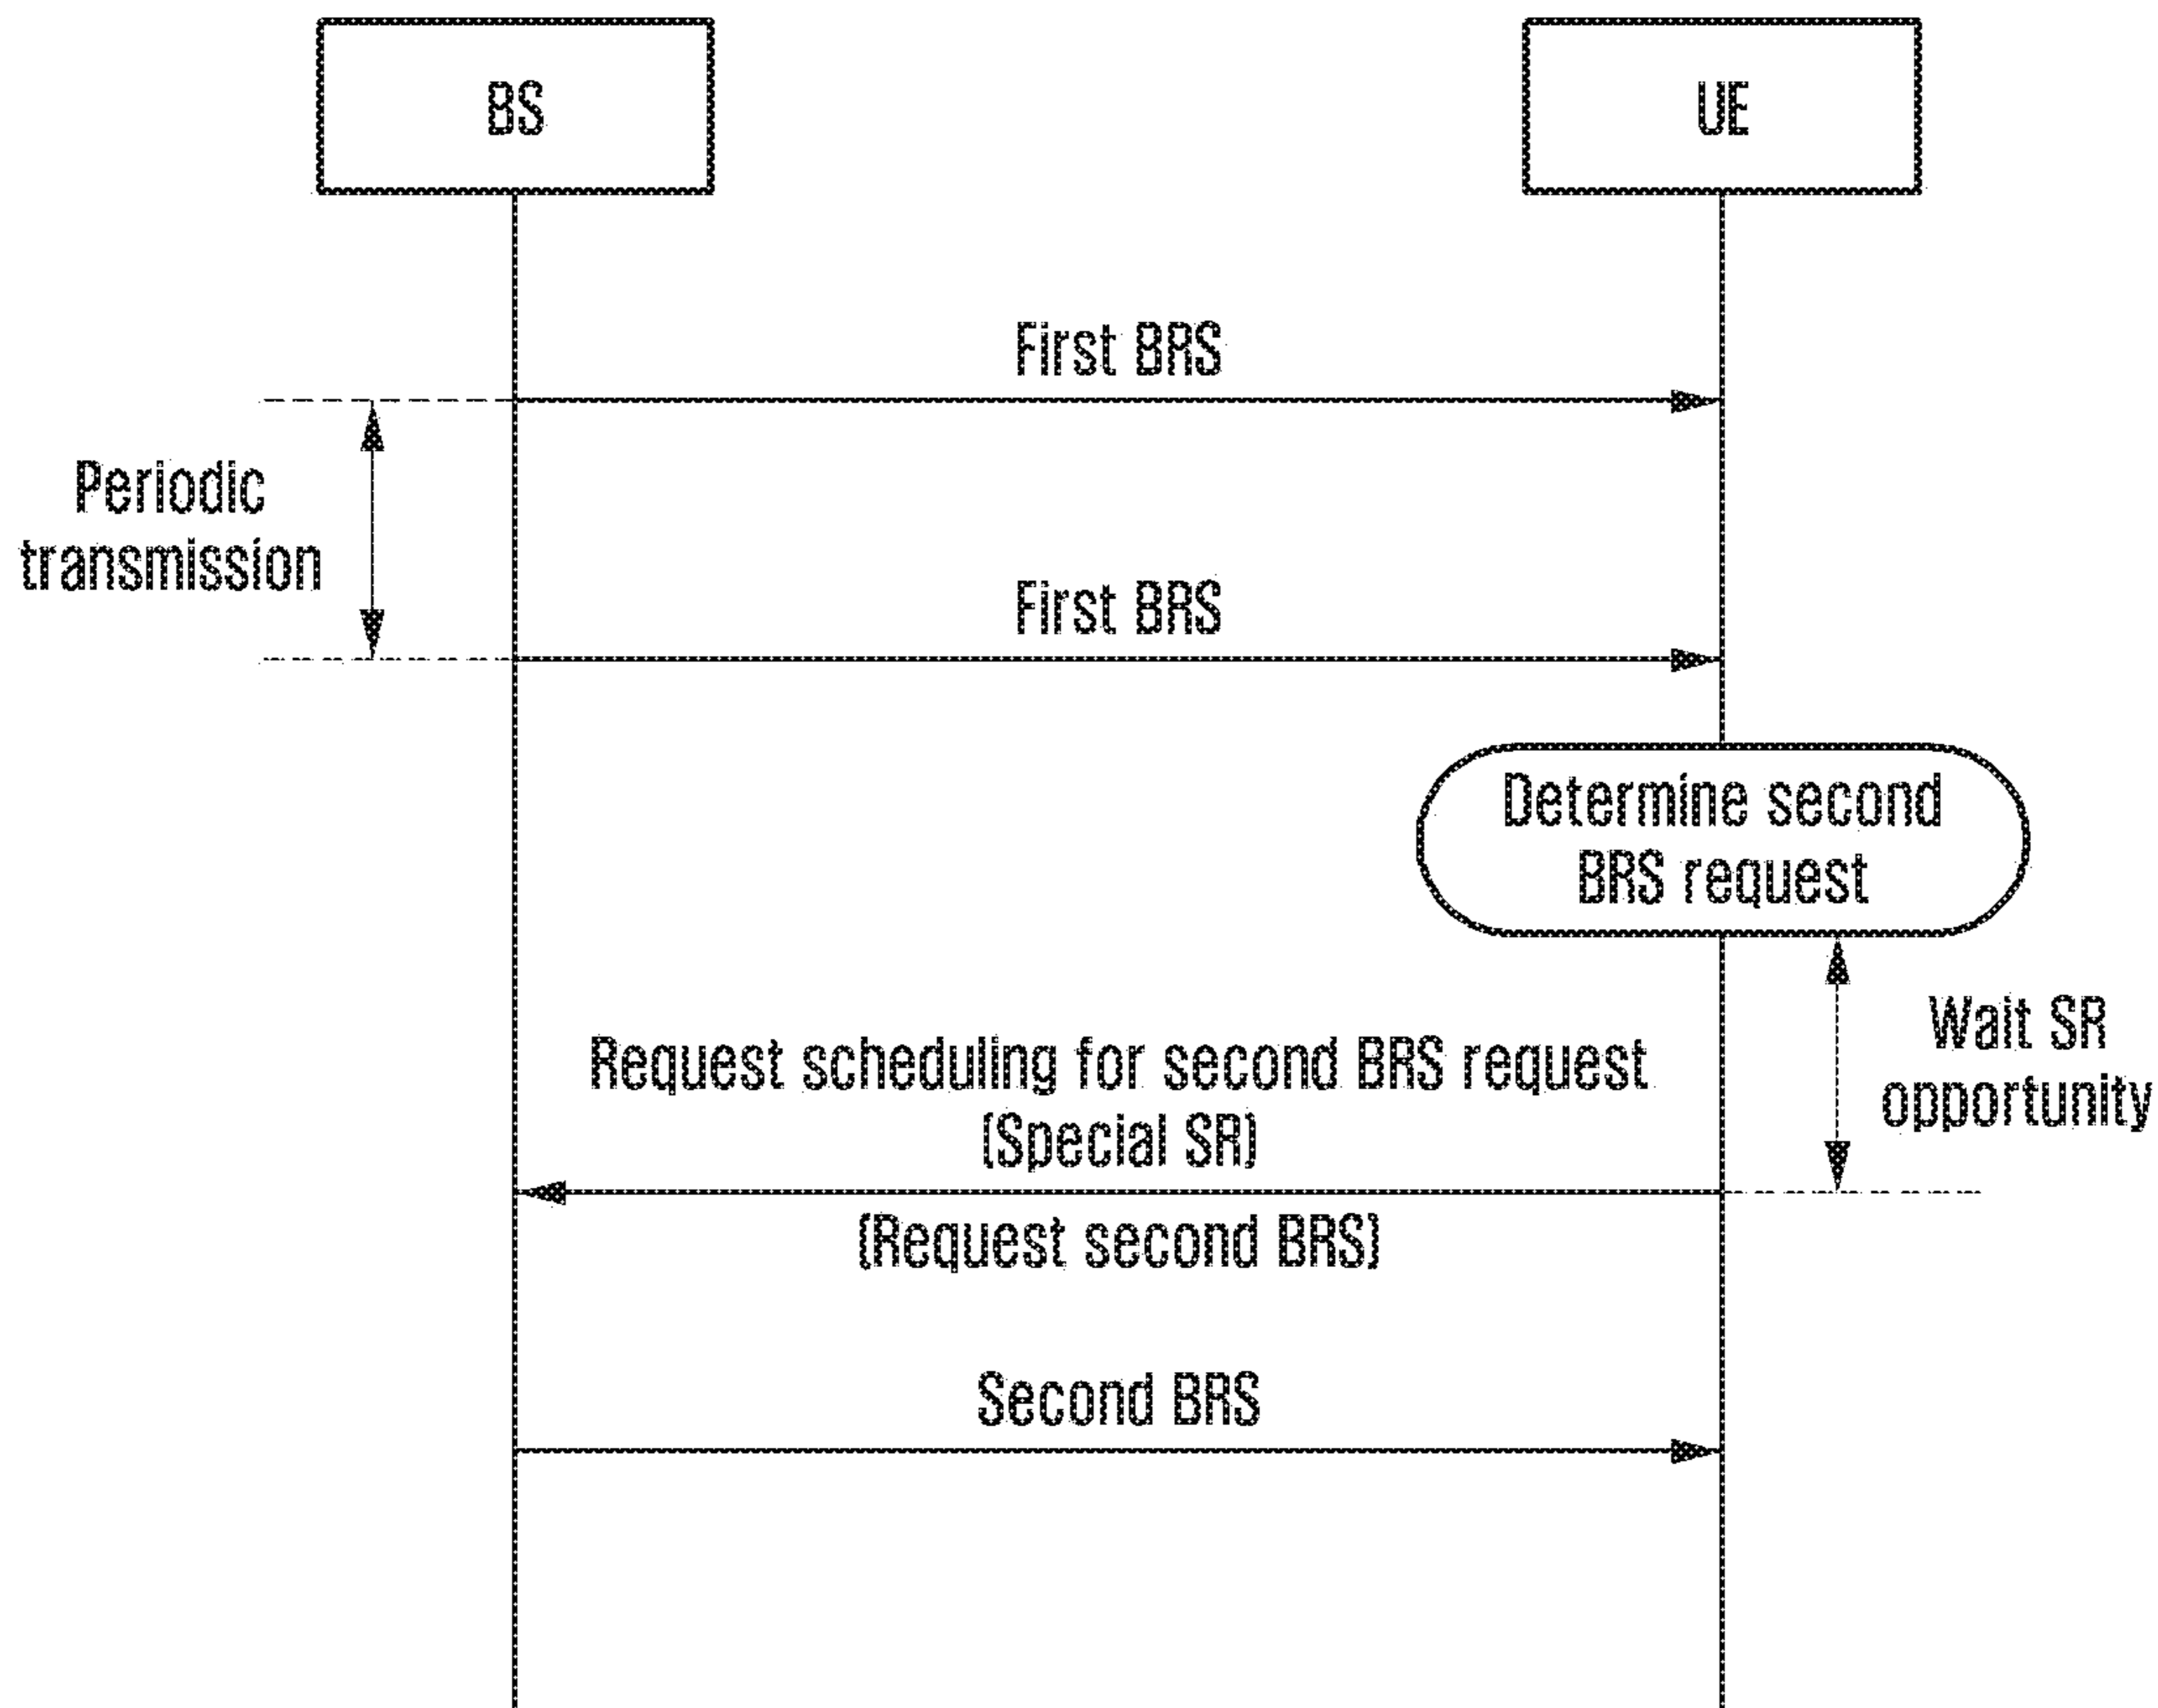 BS
UE
First BRS
Periodic
transmission
First BRS
Determine second
BRS request
Wait SR
opportunity
Request scheduling for second BRS request
(Special SR)
(Request second BRS)
Second BRS